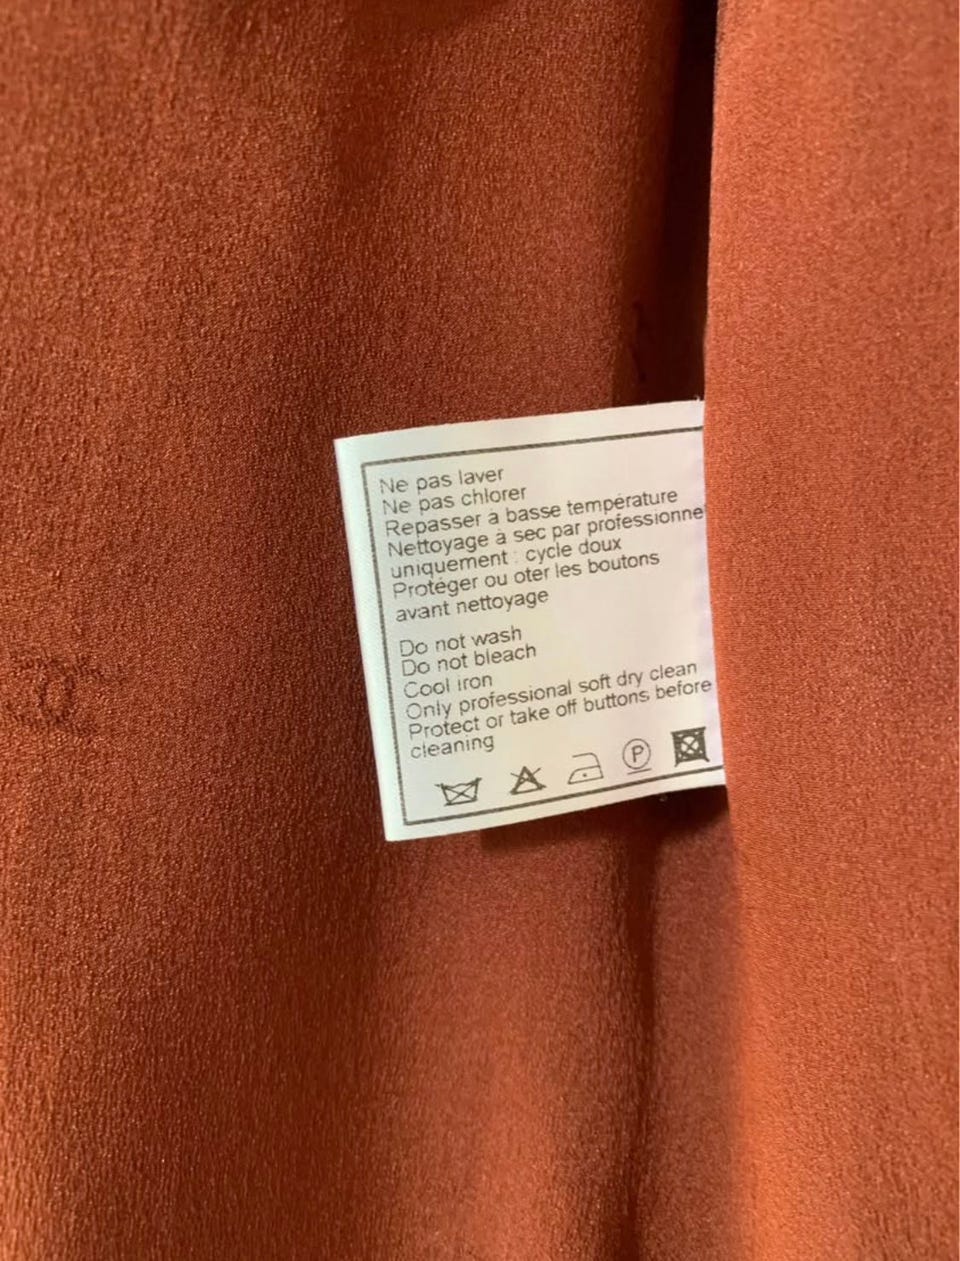 Ne pas laver
Ne pas chlorer
Repasser à basse température
Nettoyage à sec par professionne
uniquement : cycle doux
Protéger ou oter les boutons
avant nettoyage
Do not wash
Do not bleach
Cool iron
Only professional soft dry clean
Protect or take off buttons before
cleaning
P